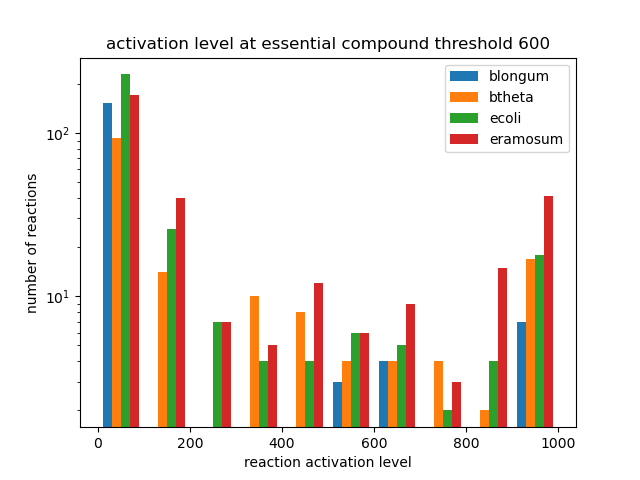 activation level at essential compound threshold 600
blongum
btheta
ecoli
eramosum
number of reactions
10²
10¹
0 200 400 600 800 1000
reaction activation level